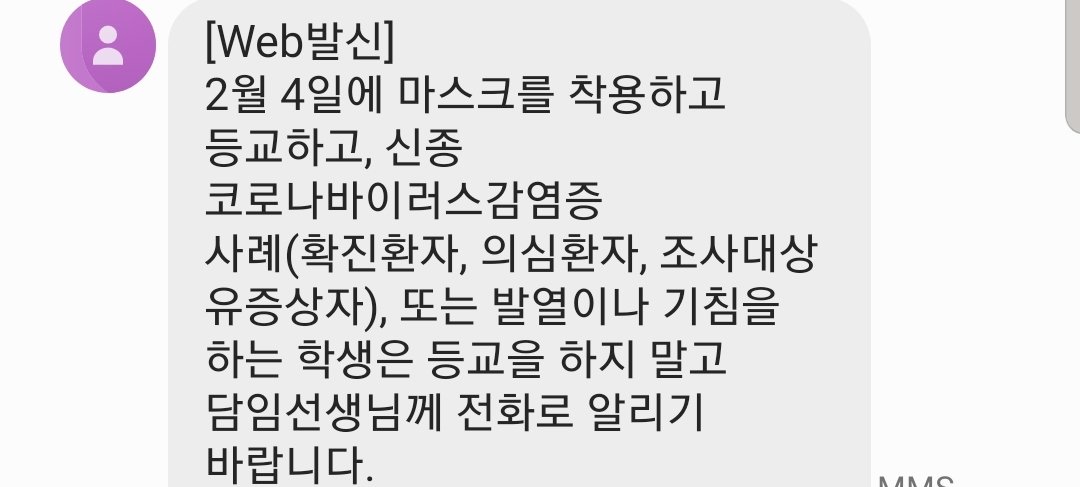 [Web발신]
2월 4일에 마스크를 착용하고
등교하고, 신종
코로나바이러스감염증
사례(확진환자, 의심환자, 조사대상
유증상자), 또는 발열이나 기침을
하는 학생은 등교을 하지 말고
담임선생님께 전화로 알리기
바랍니다.
MMS